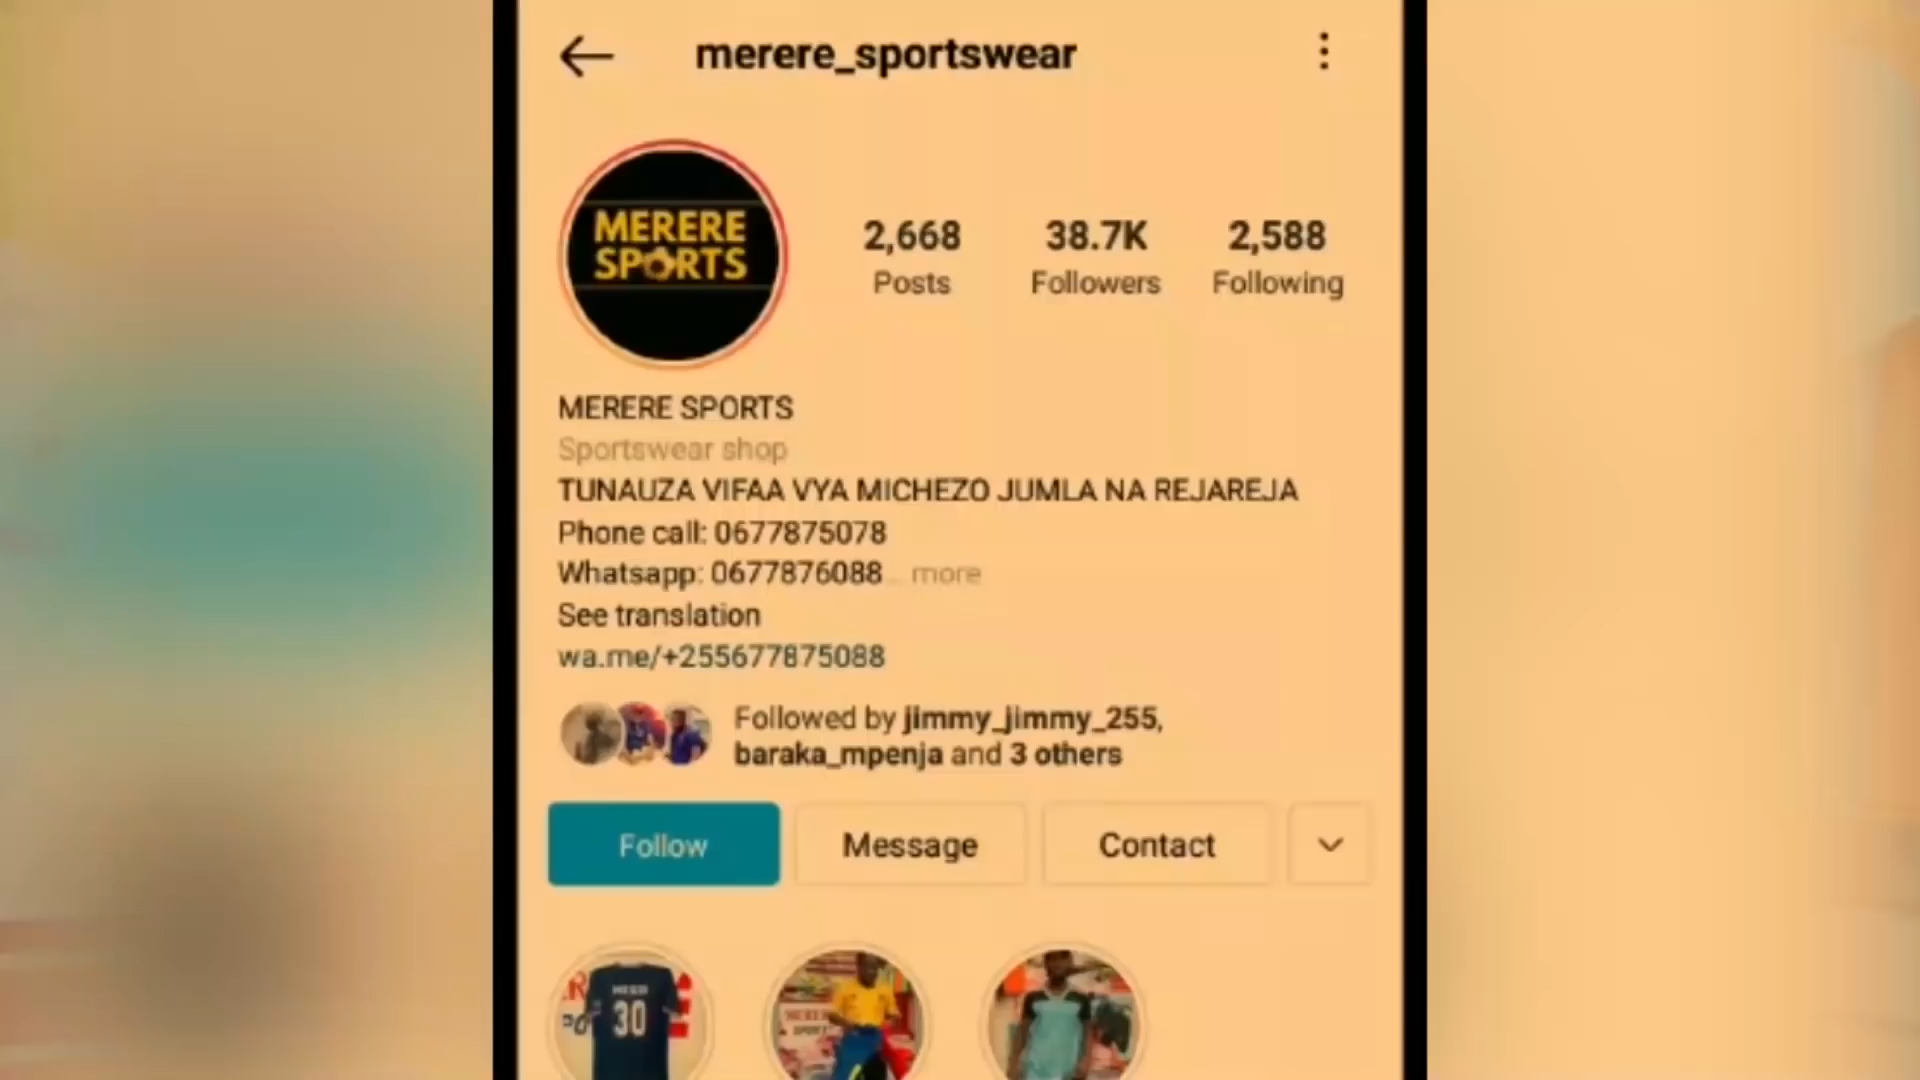 merere_sportswear
MERERE
SPORTS
2,668
Posts
38.7K
Followers
2,588
Following
MERERE SPORTS
Sportswear shop
TUNAUZA VIFAA VYA MICHEZO JUMLA NA REJAREJA
Phone call: 0677875078
Whatsapp: 0677876088... more
See translation
wa.me/+255677875088
Followed by jimmy_jimmy_255,
baraka_mpenja and 3 others
Follow
Message
Contact
MESSI
30